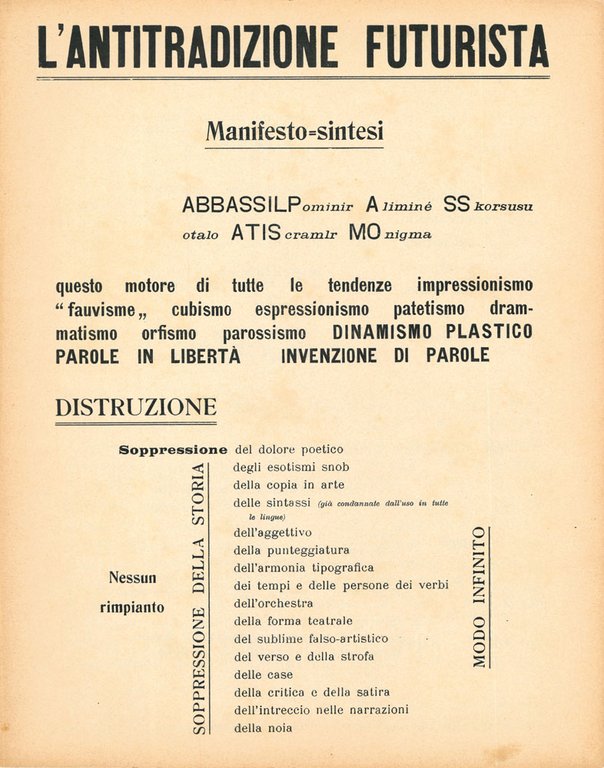 L'ANTITRADIZIONE FUTURISTA
Manifesto=sintesi
ABBASSILPominir Aliminé SSkorsusu
otalo ATIScramlr MOnigma
questo motore di tutte le tendenze impressionismo
“fauvisme„ cubismo espressionismo patetismo dram-
matismo orfismo parossismo DINAMISMO PLASTICO
PAROLE IN LIBERTÀ INVENZIONE DI PAROLE
DISTRUZIONE
Soppressione del dolore poetico
degli esotismi snob
della copia in arte
delle sintassi (già condannate dall'uso in tutte
le lingue)
dell'aggettivo
della punteggiatura
dell'armonia tipografica
dei tempi e delle persone dei verbi
dell'orchestra
della forma teatrale
del sublime falso-artistico
del verso e della strofa
delle case
della critica e della satira
dell'intreccio nelle narrazioni
della noia
SOPPRESSIONE DELLA STORIA
Nessun
rimpianto
MODO INFINITO